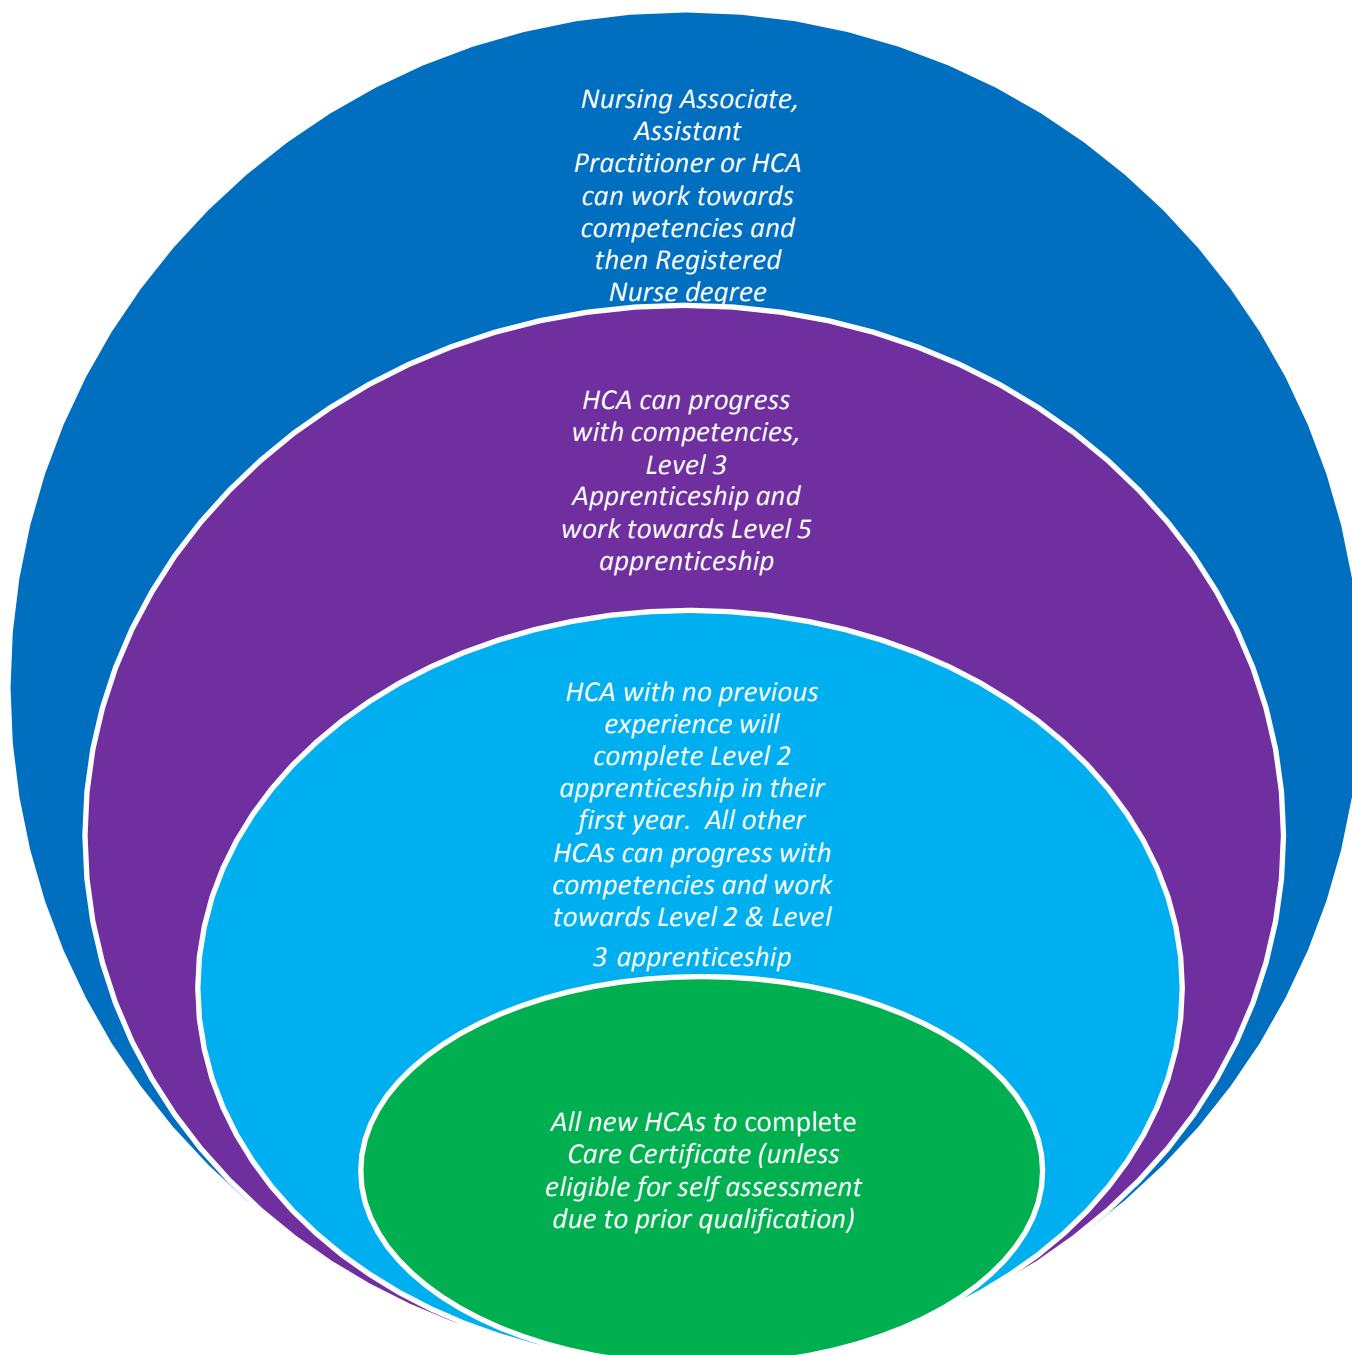 Nursing Associate,
Assistant
Practitioner or HCA
can work towards
competencies and
then Registered
Nurse degree
HCA can progress
with competencies,
Level 3
Apprenticeship and
work towards Level 5
apprenticeship
HCA with no previous
experience will
complete Level 2
apprenticeship in their
first year.  All other
HCAs can progress with
competencies and work
towards Level 2 & Level
3 apprenticeship
All new HCAs to complete
Care Certificate (unless
eligible for self assessment
due to prior qualification)